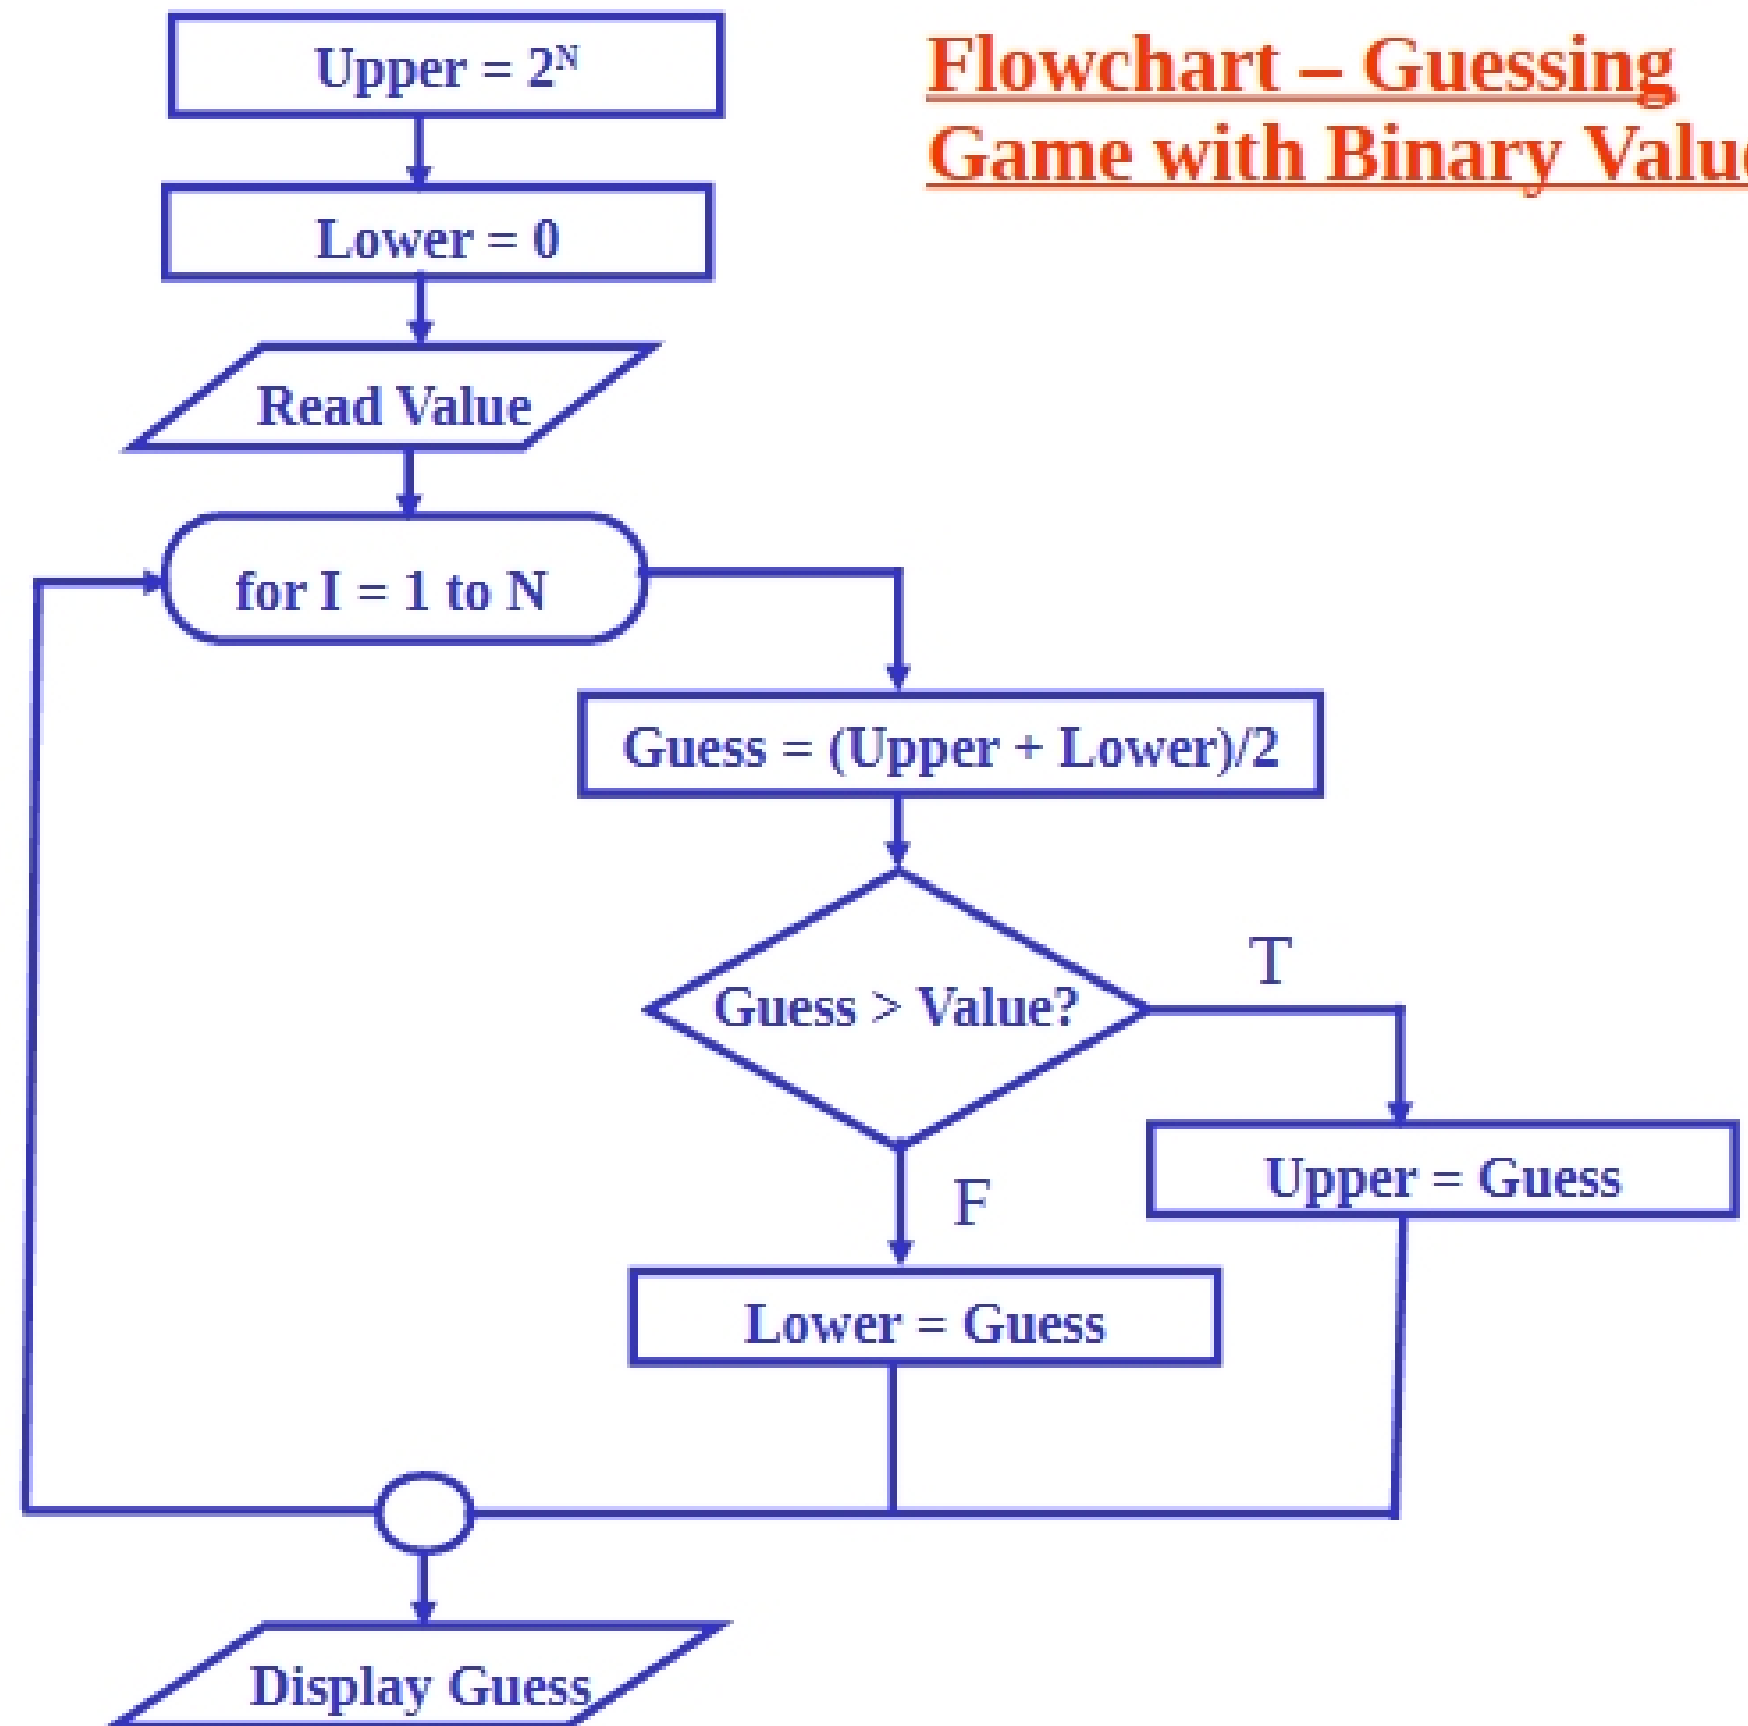 Upper = 2ᴺ
Flowchart – Guessing
Game with Binary
Lower = 0
Read Value
for I = 1 to N
Guess = (Upper + Lower)/2
Guess > Value?
T
Upper = Guess
F
Lower = Guess
Display Guess